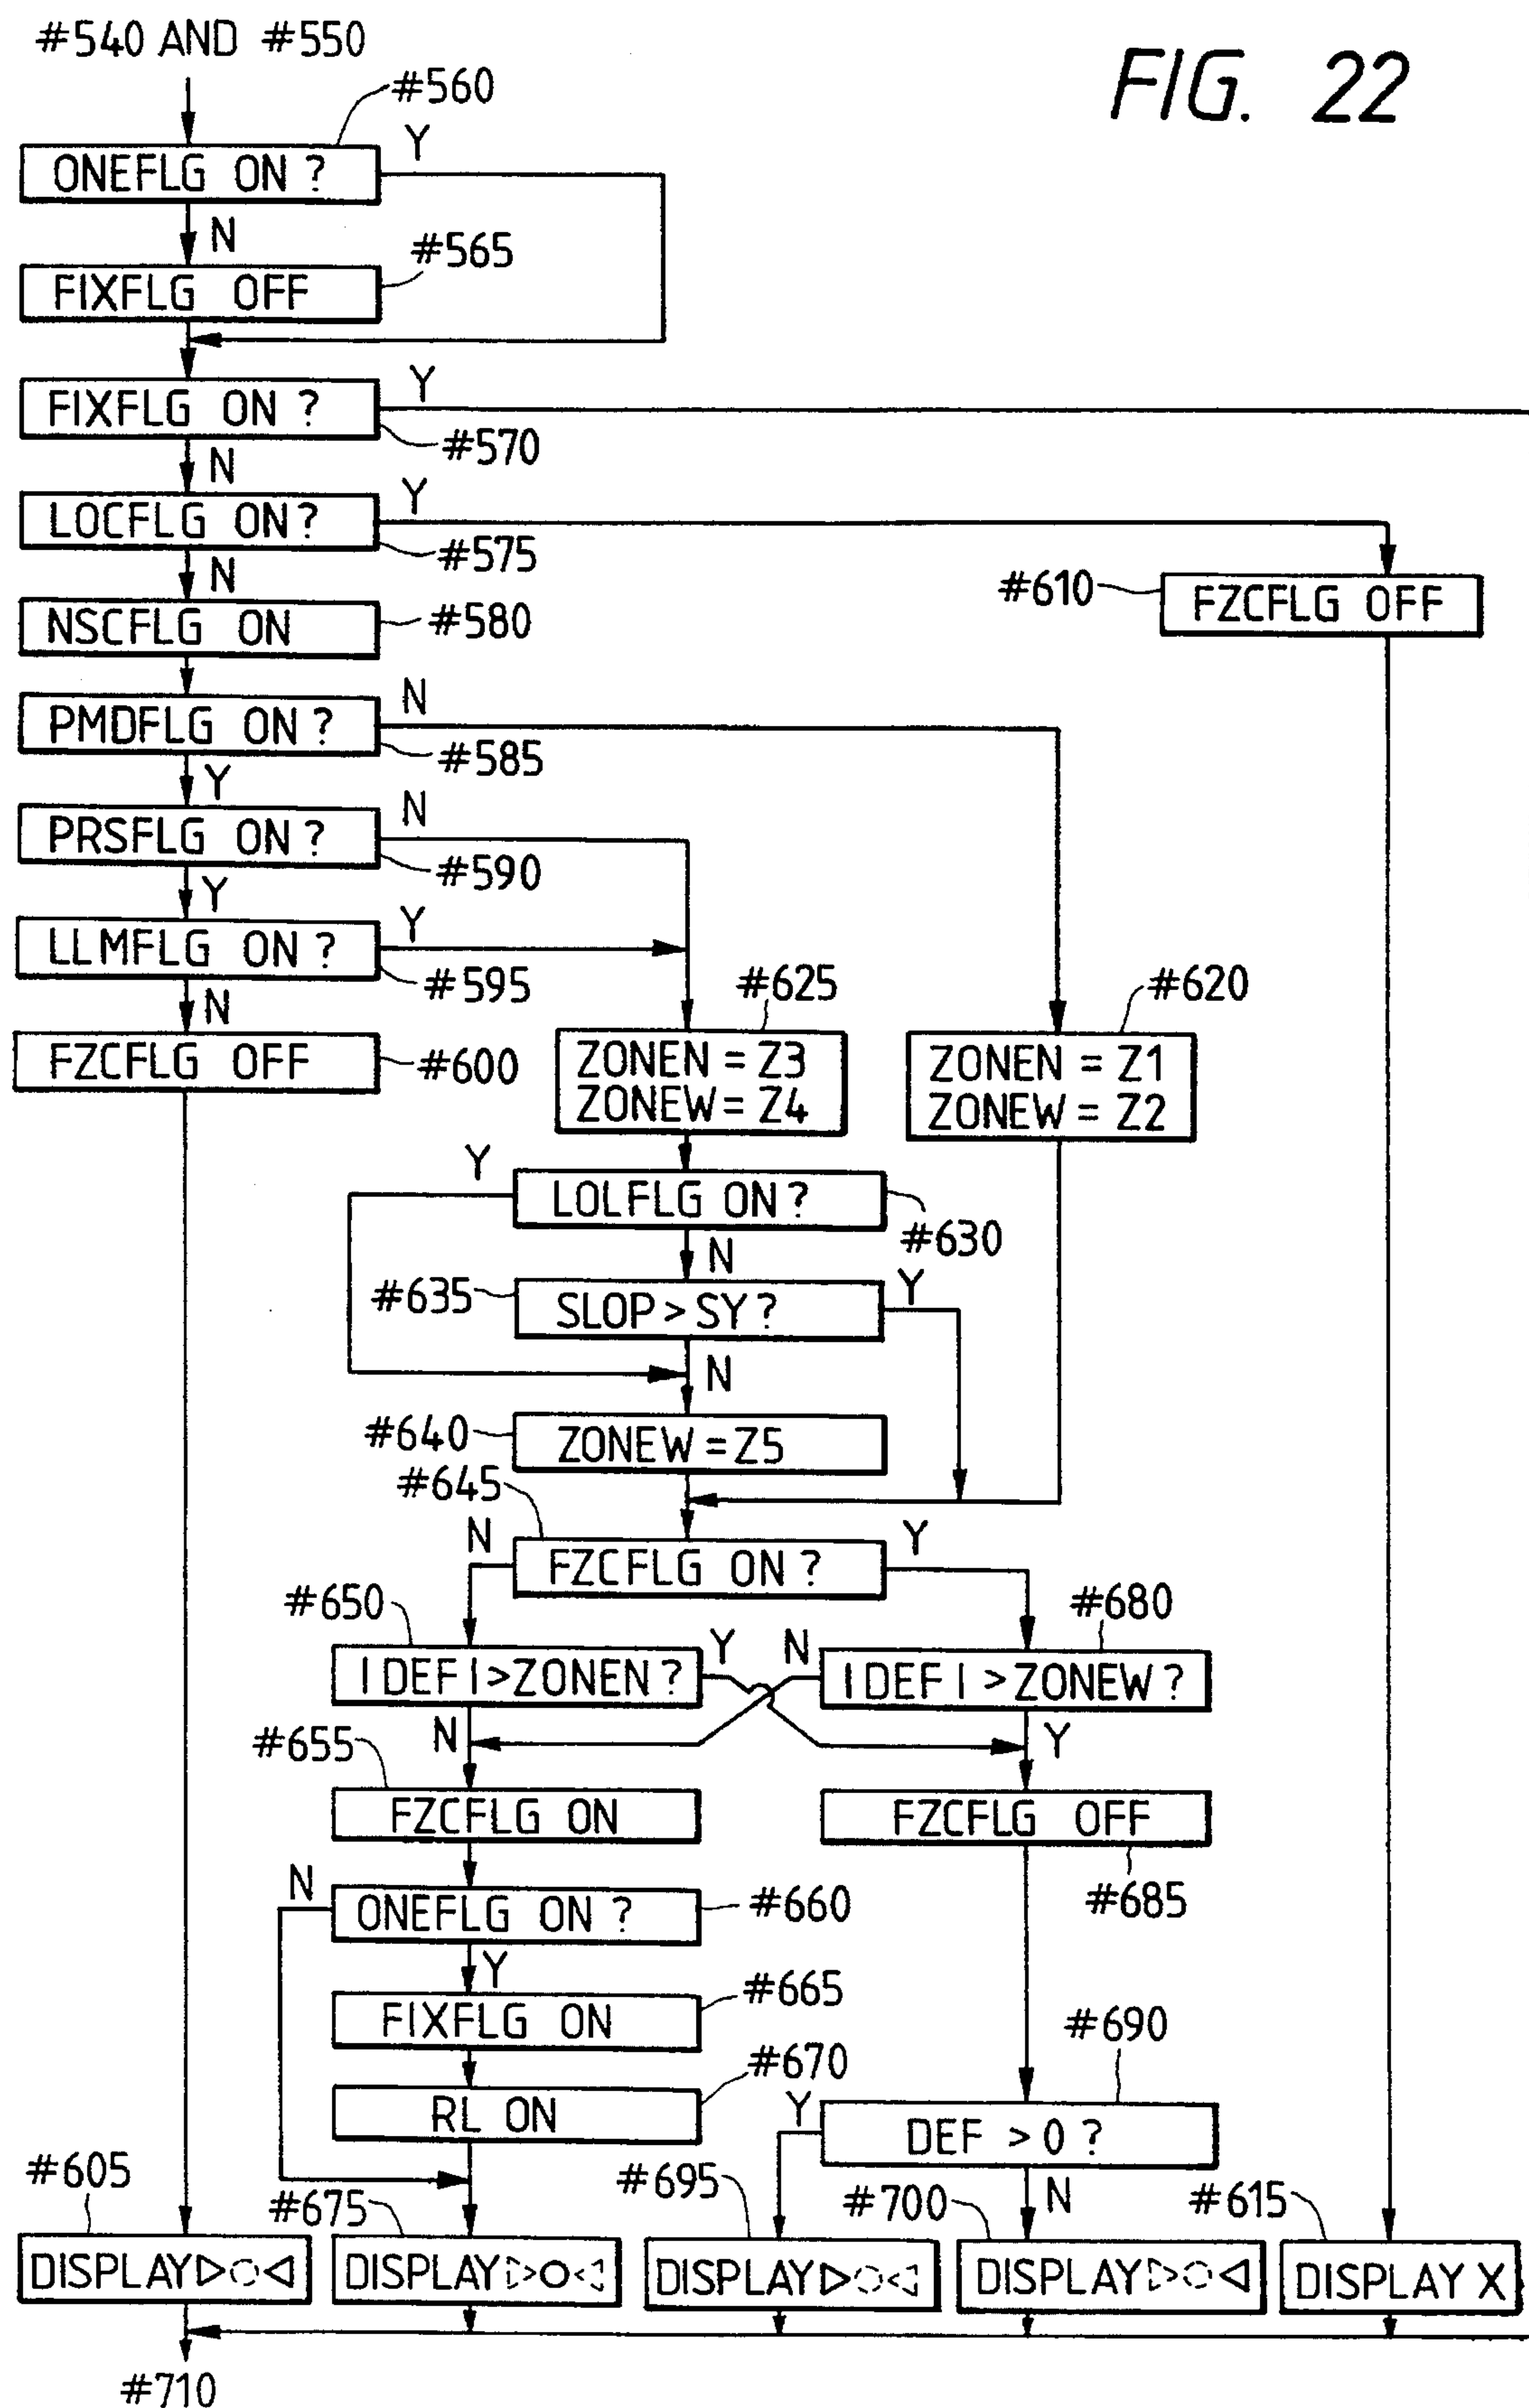 #540 AND #550
FIG. 22
#560
ONEFLG ON ?
Y
N
#565
FIXFLG OFF
FIXFLG ON ?
Y
#570
N
LOCFLG ON ?
Y
#575
N
#610
FZCFLG OFF
NSCFLG ON
#580
PMDFLG ON ?
N
#585
Y
PRSFLG ON ?
N
#590
Y
LLMFLG ON ?
Y
#595
N
FZCFLG OFF
#600
#625
ZONEN = Z3
ZONEW = Z4
#620
ZONEN = Z1
ZONEW = Z2
Y
LOLFLG ON ?
#630
N
#635
SLOP > SY ?
Y
N
#640
ZONEW = Z5
#645
N
FZCFLG ON ?
Y
#650
|DEF| > ZONEN ?
Y
N
#680
N
|DEF| > ZONEW ?
Y
#655
FZCFLG ON
FZCFLG OFF
#685
N
ONEFLG ON ?
#660
Y
FIXFLG ON
#665
RL ON
#670
#690
Y
DEF > 0 ?
N
#605
DISPLAY ▷◌◁
#675
DISPLAY ▷○◁
#695
DISPLAY ▷◌◁
#700
DISPLAY ▷◌◁
#615
DISPLAY X
#710